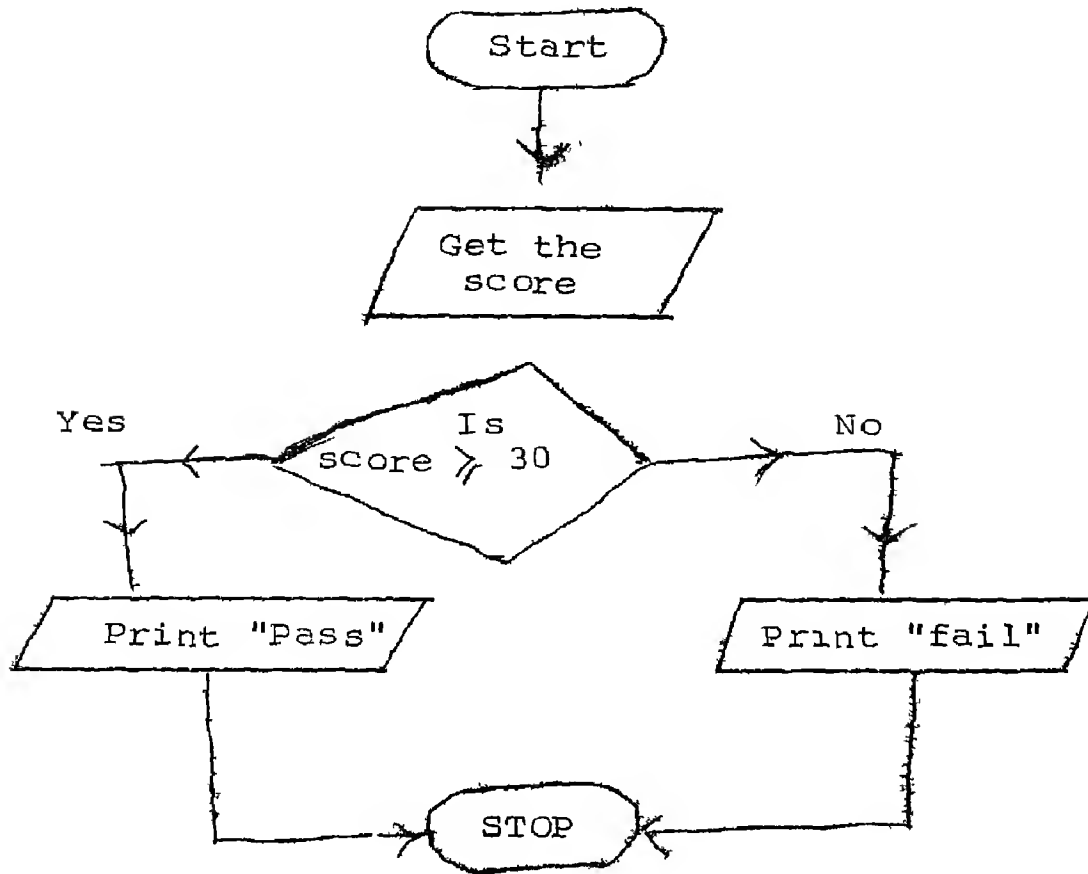 Start
Get the
score
Yes
Is
No
score ⩾ 30
Print "Pass"
Print "fail"
STOP